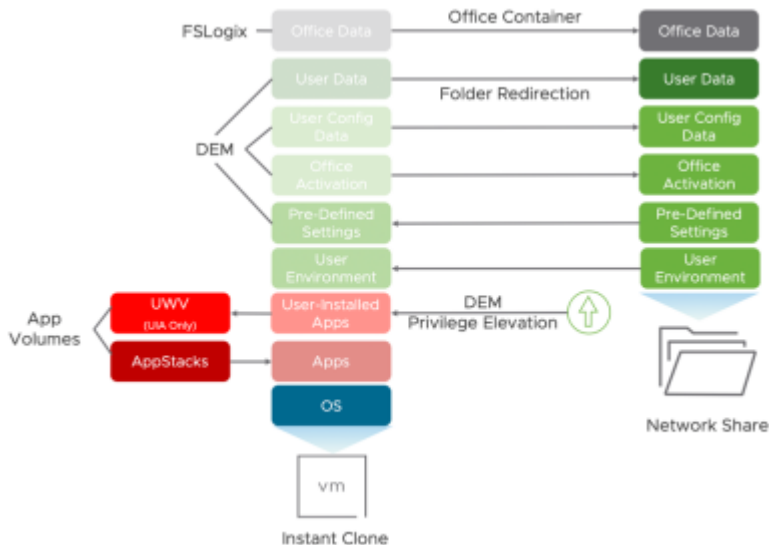 FSLogix
Office Data
Office Container
Office Data
User Data
Folder Redirection
User Data
DEM
User Config
Data
User Config
Data
Office
Activation
Office
Activation
Pre-Defined
Settings
Pre-Defined
Settings
User
Environment
User
Environment
App
Volumes
UWV
(UIA Only)
User-Installed
Apps
DEM
Privilege Elevation
AppStacks
Apps
OS
Network Share
vm
Instant Clone